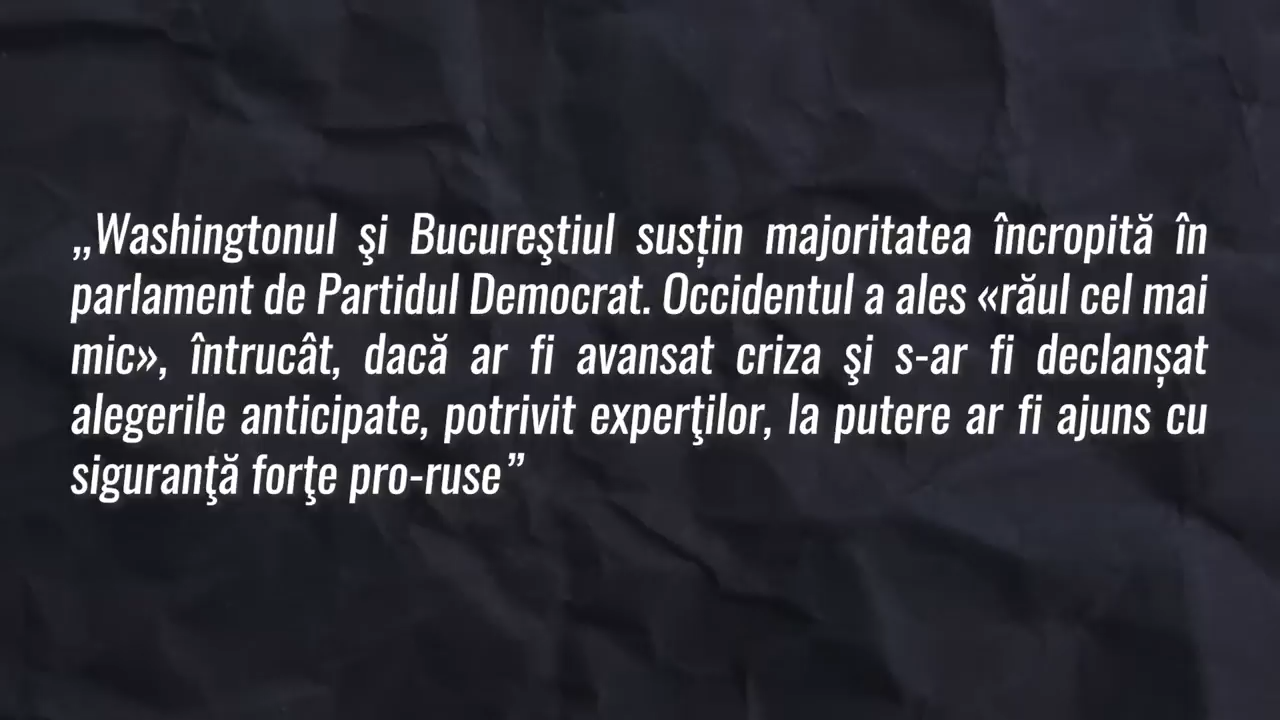 „Washingtonul şi Bucureştiul susțin majoritatea încropită în
parlament de Partidul Democrat. Occidentul a ales «răul cel mai
mic», întrucât, dacă ar fi avansat criza şi s-ar fi declanșat
alegerile anticipate, potrivit experţilor, la putere ar fi ajuns cu
siguranţă forţe pro-ruse”